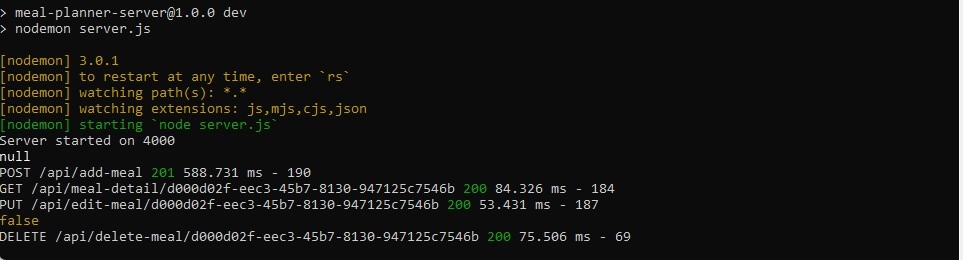 > meal-planner-server@1.0.0 dev
> nodemon server.js
[nodemon] 3.0.1
[nodemon] to restart at any time, enter `rs`
[nodemon] watching path(s): *.*
[nodemon] watching extensions: js,mjs,cjs,json
[nodemon] starting `node server.js`
Server started on 4000
null
POST /api/add-meal 201 588.731 ms - 190
GET /api/meal-detail/d000d02f-eec3-45b7-8130-947125c7546b 200 84.326 ms - 184
PUT /api/edit-meal/d000d02f-eec3-45b7-8130-947125c7546b 200 53.431 ms - 187
false
DELETE /api/delete-meal/d000d02f-eec3-45b7-8130-947125c7546b 200 75.506 ms - 69